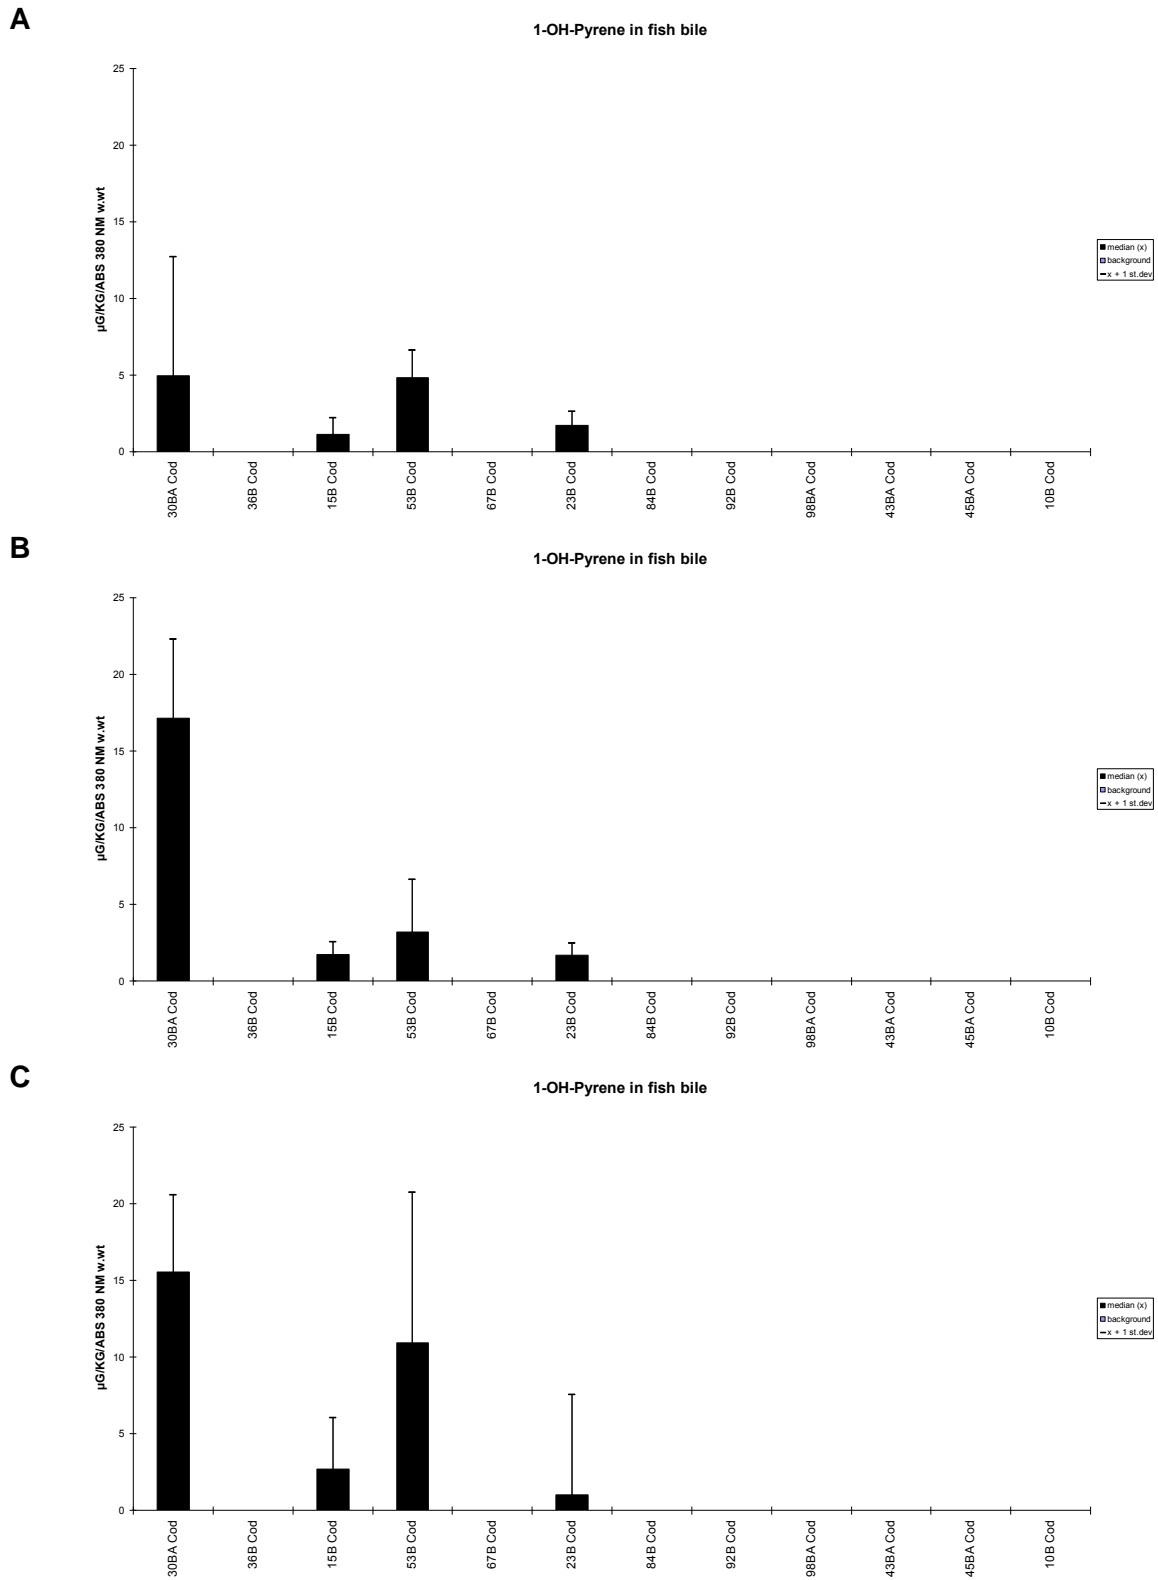 A
1-OH-Pyrene in fish bile
µG/KG/ABS 380 NM w.wt
25
20
15
10
5
0
30BA Cod
36B Cod
15B Cod
53B Cod
67B Cod
23B Cod
84B Cod
92B Cod
98BA Cod
43BA Cod
45BA Cod
10B Cod
median (x)
background
x + 1 st.dev
B
1-OH-Pyrene in fish bile
µG/KG/ABS 380 NM w.wt
25
20
15
10
5
0
30BA Cod
36B Cod
15B Cod
53B Cod
67B Cod
23B Cod
84B Cod
92B Cod
98BA Cod
43BA Cod
45BA Cod
10B Cod
median (x)
background
x + 1 st.dev
C
1-OH-Pyrene in fish bile
µG/KG/ABS 380 NM w.wt
25
20
15
10
5
0
30BA Cod
36B Cod
15B Cod
53B Cod
67B Cod
23B Cod
84B Cod
92B Cod
98BA Cod
43BA Cod
45BA Cod
10B Cod
median (x)
background
x + 1 st.dev